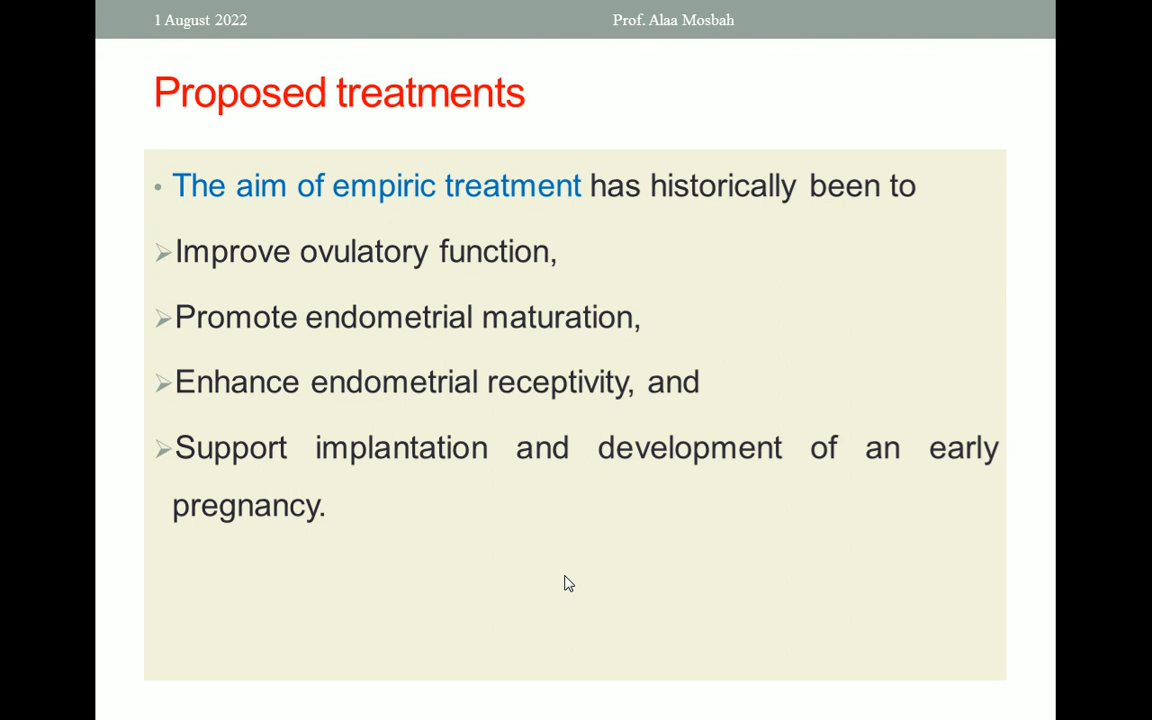 1 August 2022 Prof. Alaa Mosbah
Proposed treatments
• The aim of empiric treatment has historically been to
➢Improve ovulatory function,
➢Promote endometrial maturation,
➢Enhance endometrial receptivity, and
➢Support implantation and development of an early
pregnancy.